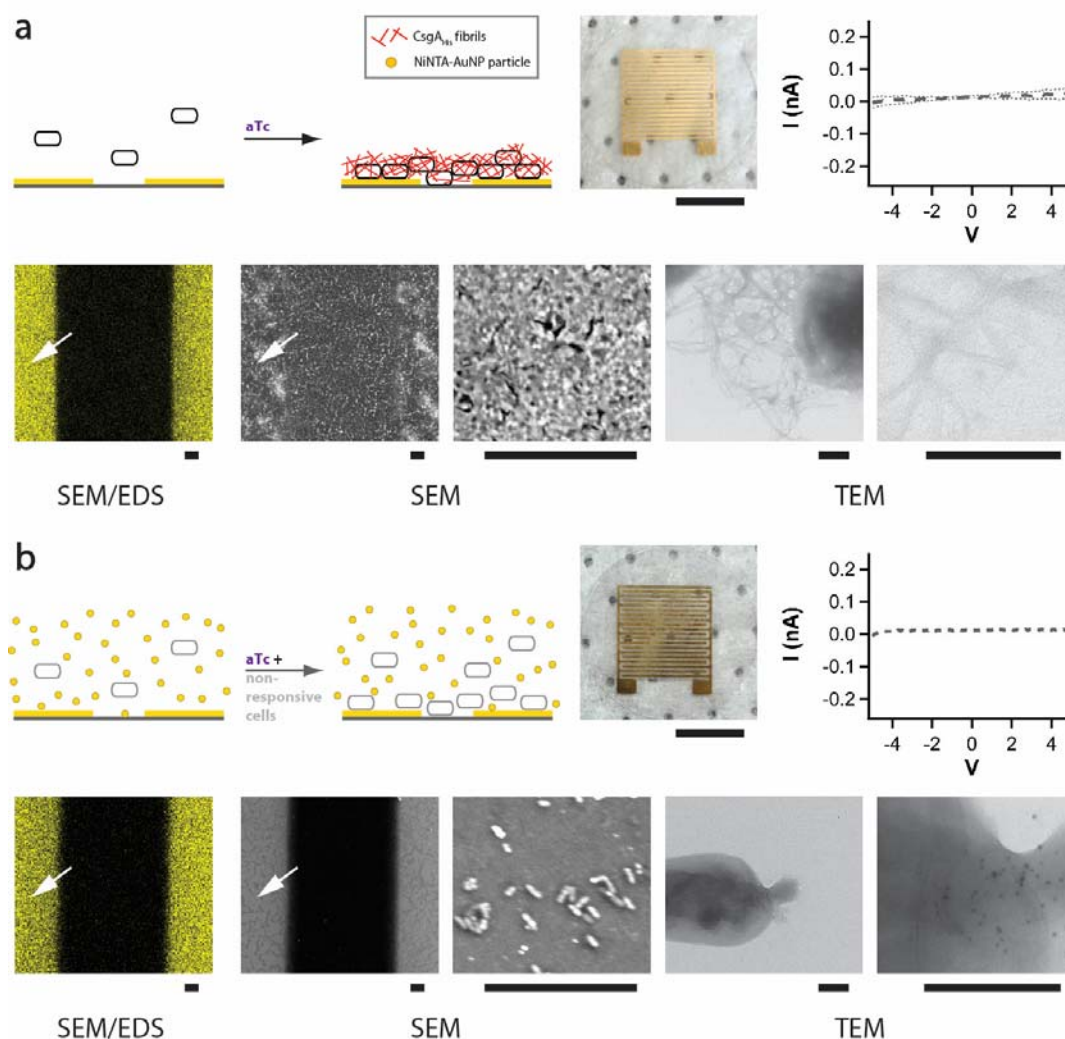 a
CsgAHis fibrils
NiNTA-AuNP particle
aTc
I (nA)
0.2
0.1
0.0
-0.1
-0.2
-4 -2 0 2 4
V
SEM/EDS
SEM
TEM
b
aTc +
non-
responsive
cells
I (nA)
0.2
0.1
0.0
-0.1
-0.2
-4 -2 0 2 4
V
SEM/EDS
SEM
TEM